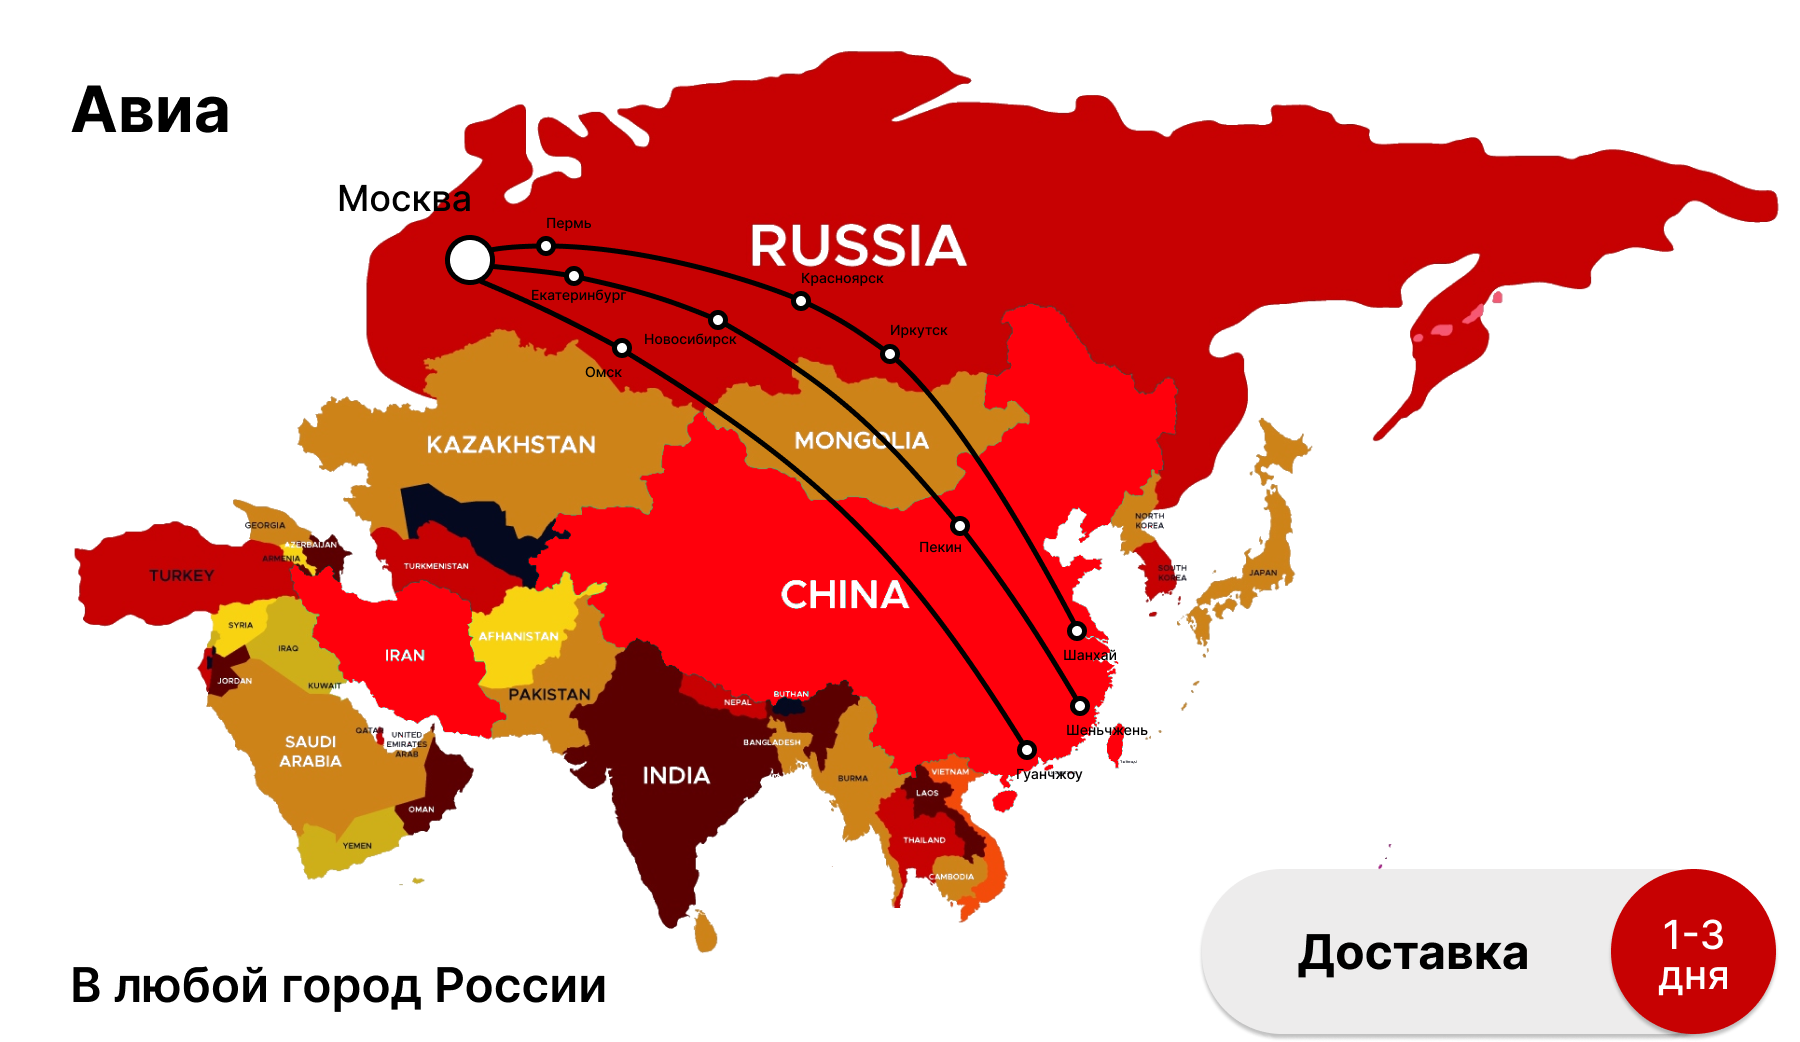 Авиа
Москва
Пермь
RUSSIA
Красноярск
Екатеринбург
Иркутск
Новосибирск
Омск
KAZAKHSTAN
MONGOLIA
GEORGIA
AZERBAIJAN
ARMENIA
TURKEY
TURKMENISTAN
NORTH
KOREA
SOUTH
KOREA
JAPAN
Пекин
CHINA
SYRIA
IRAQ
IRAN
AFHANISTAN
Шанхай
JORDAN
KUWAIT
PAKISTAN
NEPAL
BUTHAN
QATAR
UNITED
EMIRATES
ARAB
SAUDI
ARABIA
BANGLADESH
Шеньчжень
INDIA
BURMA
VIETNAM
Гуанчжоу
LAOS
OMAN
YEMEN
THAILAND
CAMBODIA
В любой город России
Доставка
1-3
дня